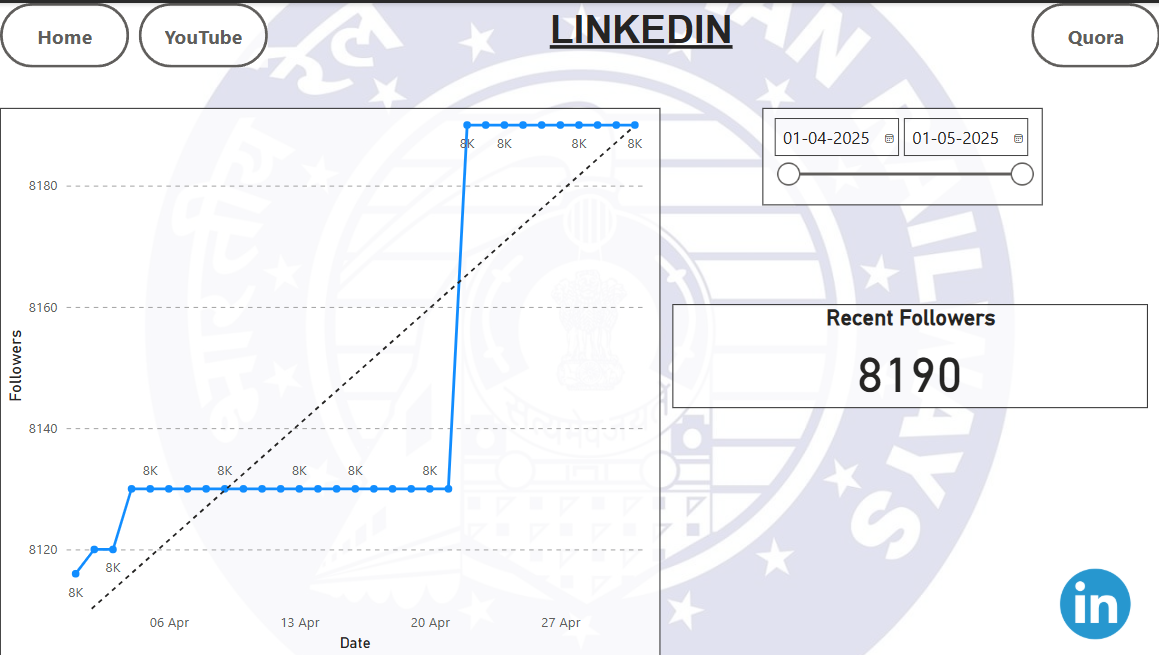 Home
YouTube
LINKEDIN
Quora
01-04-2025
01-05-2025
Recent Followers
8190
Followers
8180
8160
8140
8120
8K
8K
8K
8K
8K
8K
8K
8K
8K
8K
8K
06 Apr
13 Apr
20 Apr
27 Apr
Date
INDIAN RAILWAYS
in